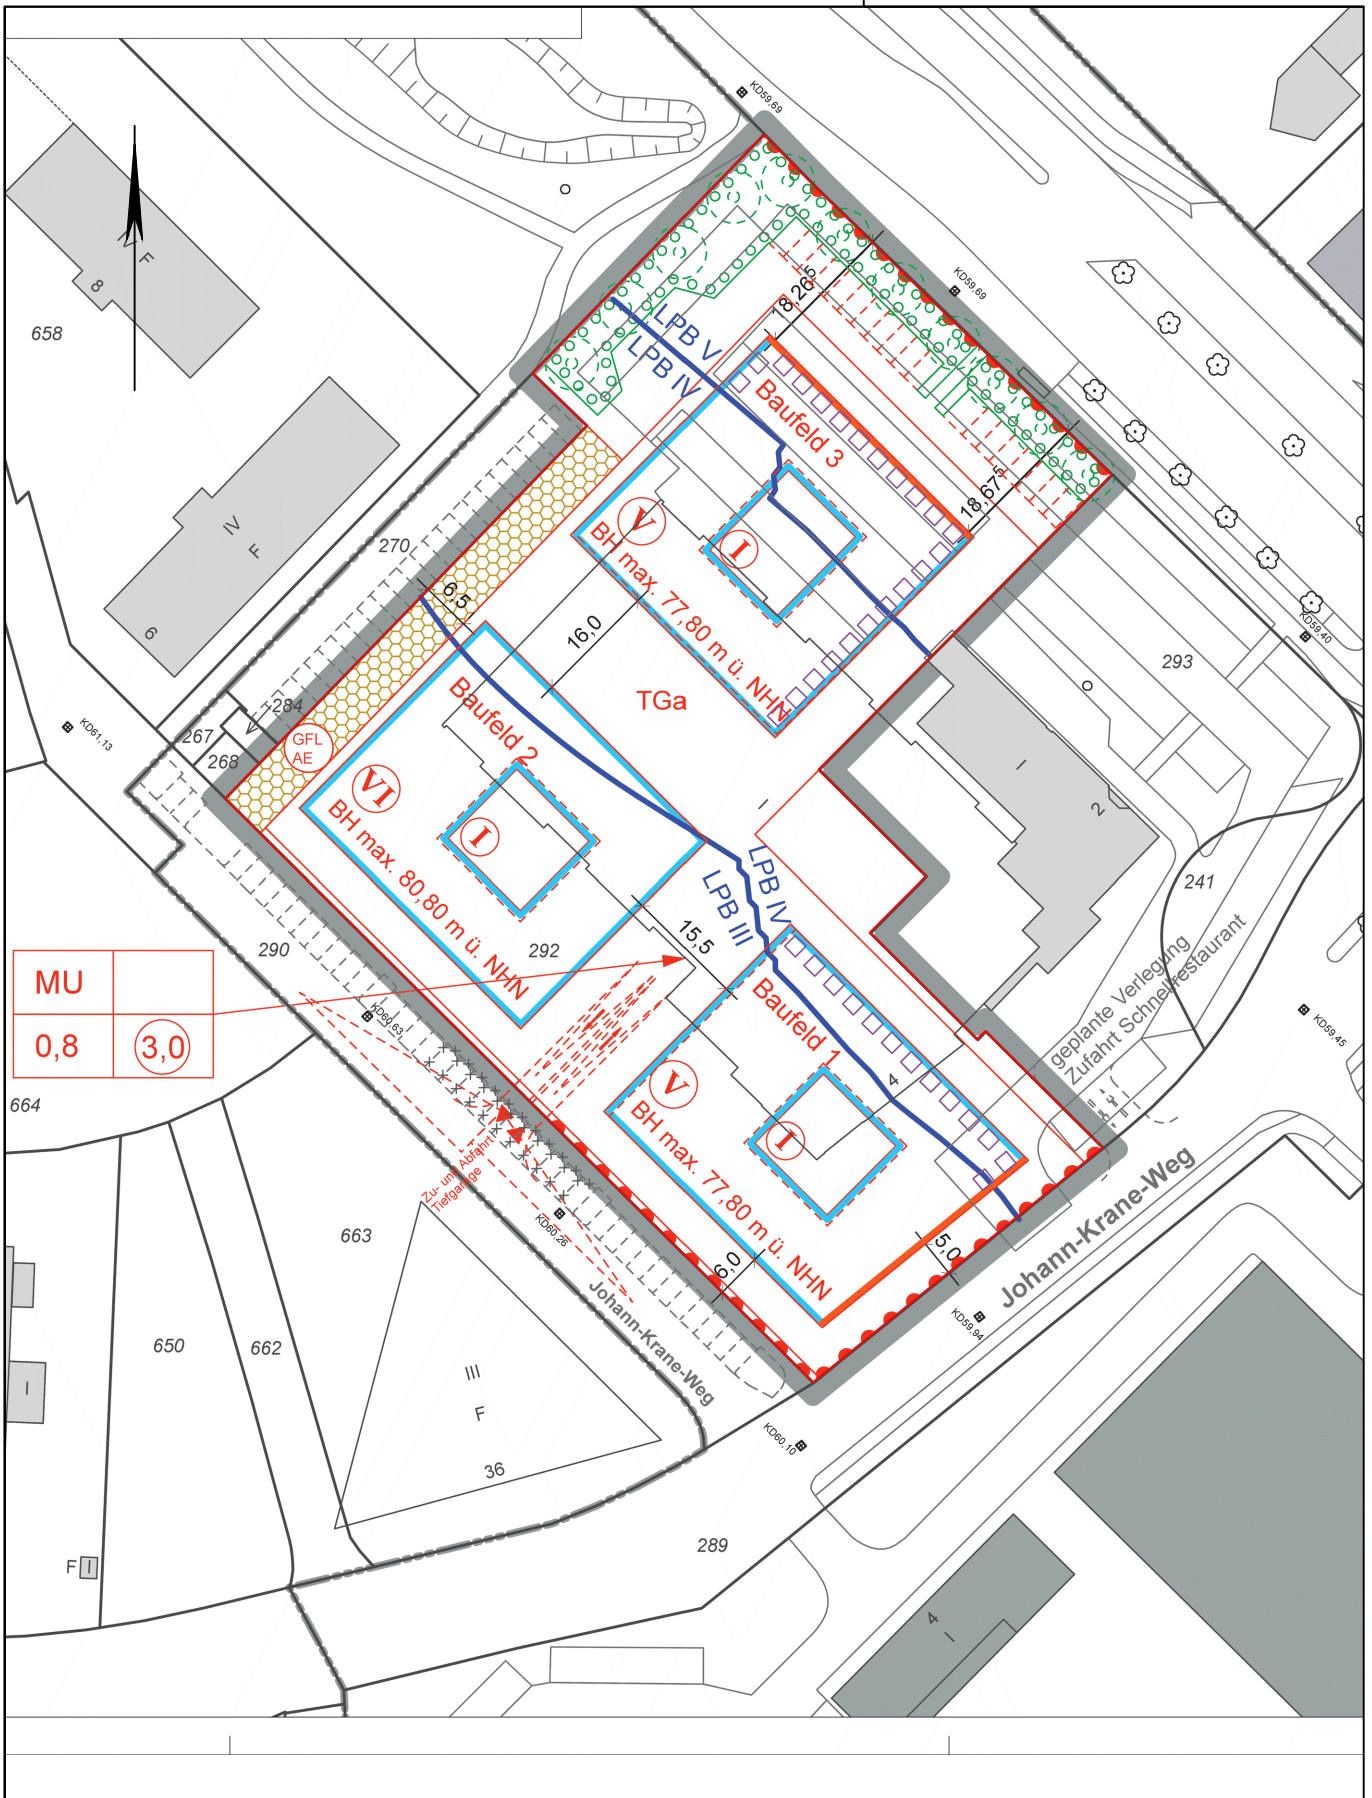 KD59,69
IV
F
8
658
KD59,69
18,26⁵
LPB V
LPB IV
Baufeld 3
18,67⁵
V
I
BH max. 77,80 m ü. NHN
IV
F
6
270
6,5
16,0
TGa
293
KD59,40
KD61,13
284
267
268
GFL
AE
Baufeld 2
VI
I
BH max. 80,80 m ü. NHN
I
I
2
LPB IV
LPB III
241
15,5
290
292
MU
0,8
3,0
KD60,63
Baufeld 1
V
I
4
BH max. 77,80 m ü. NHN
geplante Verlegung
Zufahrt Schnellrestaurant
KD59,45
664
Zu- und Abfahrt
Tiefgarage
KD60,26
6,0
5,0
Johann-Krane-Weg
KD59,94
663
Johann-Krane-Weg
650
662
III
F
36
I
KD60,10
289
F
I
4
I